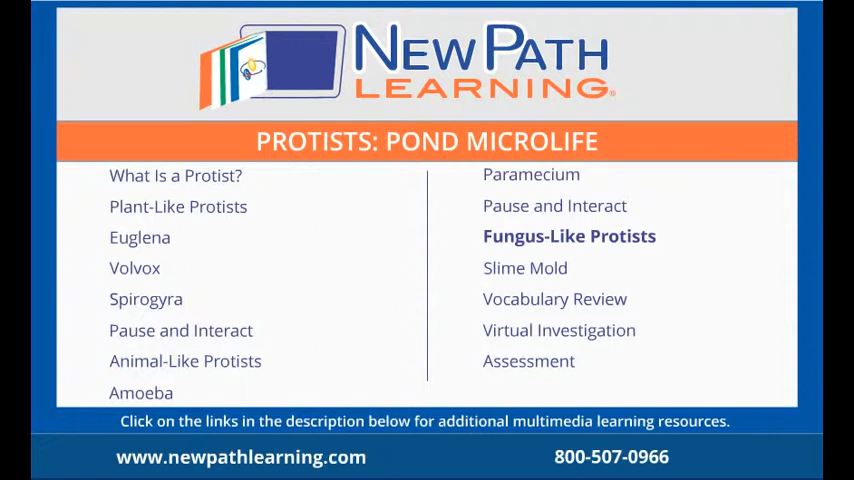 NEWPATH
LEARNING®
PROTISTS: POND MICROLIFE
What Is a Protist?
Plant-Like Protists
Euglena
Volvox
Spirogyra
Pause and Interact
Animal-Like Protists
Amoeba
Paramecium
Pause and Interact
Fungus-Like Protists
Slime Mold
Vocabulary Review
Virtual Investigation
Assessment
Click on the links in the description below for additional multimedia learning resources.
www.newpathlearning.com
800-507-0966